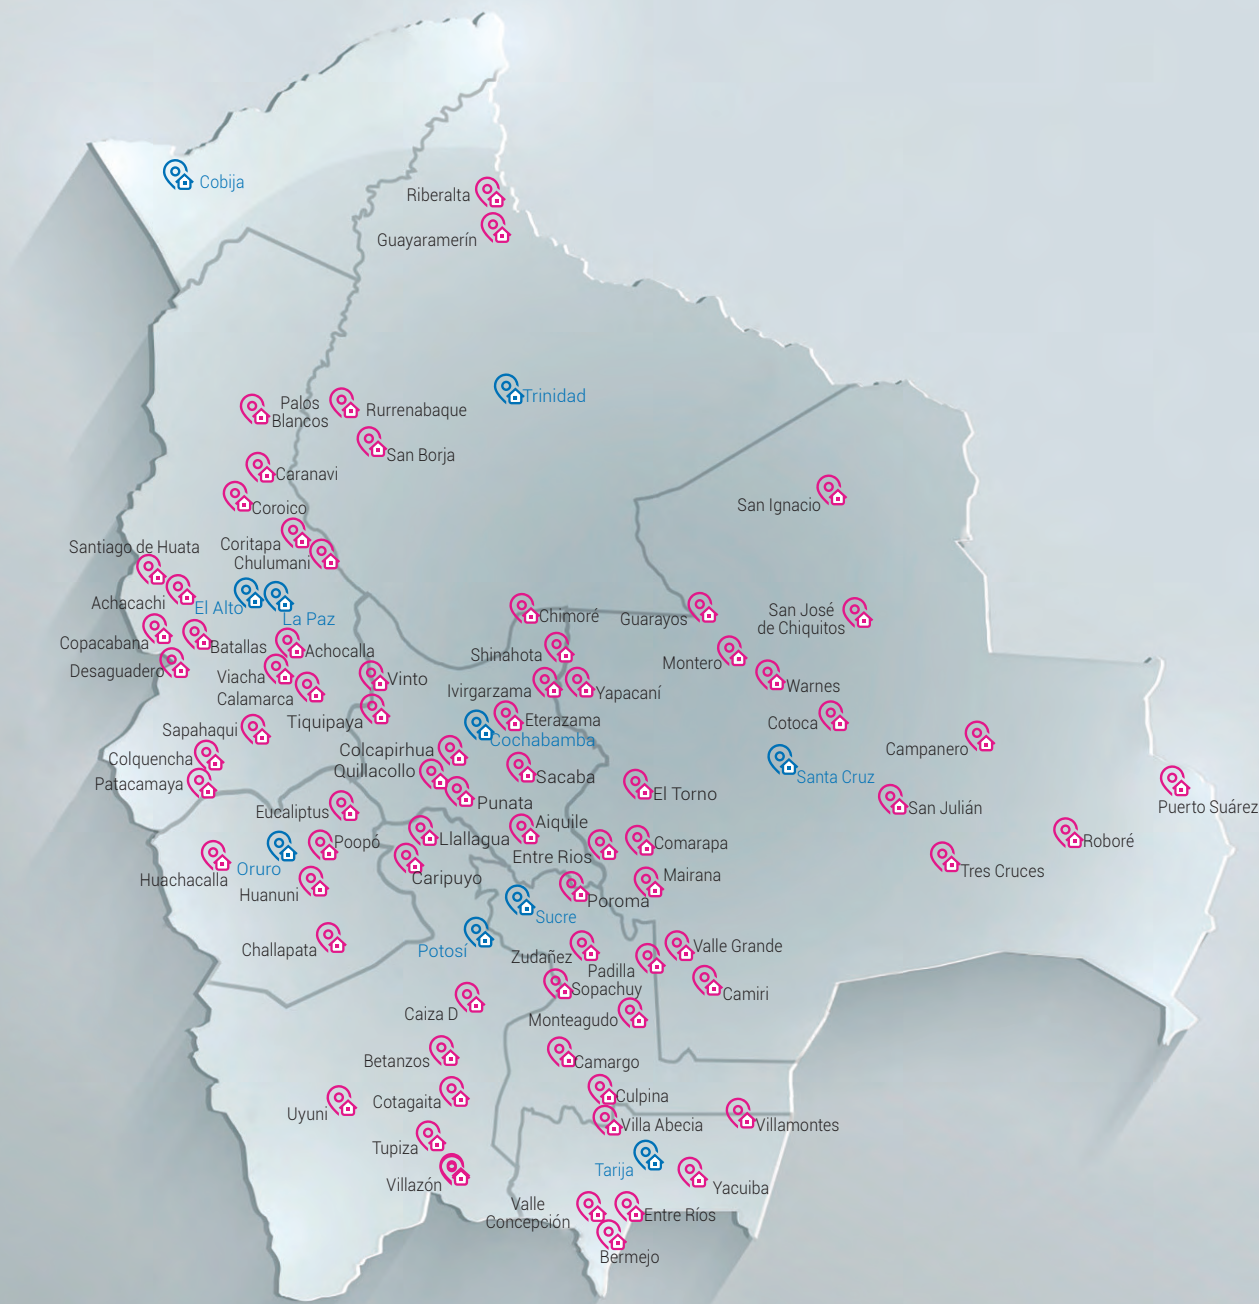 Cobija
Riberalta
Guayaramerín
Trinidad
Palos
Blancos
Rurrenabaque
San Borja
Caranavi
Coroico
San Ignacio
Coritapa
Chulumani
Santiago de Huata
Achacachi
El Alto
La Paz
Chimoré
Guarayos
San José
de Chiquitos
Copacabana
Batallas
Achocalla
Shinahota
Montero
Desaguadero
Viacha
Calamarca
Vinto
Ivirgarzama
Yapacaní
Warnes
Tiquipaya
Eterazama
Cotoca
Sapahaqui
Cochabamba
Campanero
Colquencha
Colcapirhua
Quillocollo
Sacaba
Santa Cruz
Patacamaya
El Torno
Punata
San Julián
Puerto Suárez
Eucaliptus
Aiquile
Llallagua
Poopó
Comarapa
Roboré
Entre Rios
Oruro
Huachacalla
Caripuyo
Mairana
Tres Cruces
Huanuni
Poroma
Sucre
Challapata
Potosí
Zudañez
Valle Grande
Padilla
Sopachuy
Camiri
Caiza D
Monteagudo
Betanzos
Camargo
Uyuni
Cotagaita
Culpina
Villa Abecia
Villamontes
Tupiza
Tarija
Villazón
Yacuiba
Valle
Concepción
Entre Ríos
Bermejo